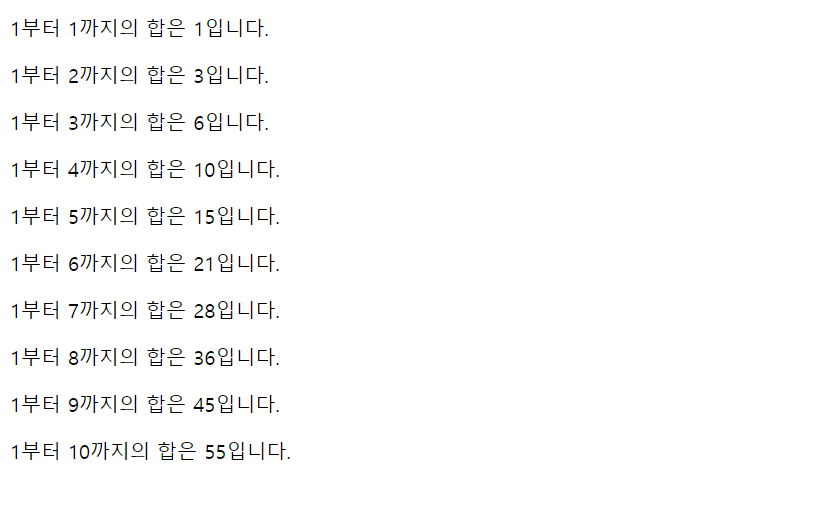 1부터 1까지의 합은 1입니다.
1부터 2까지의 합은 3입니다.
1부터 3까지의 합은 6입니다.
1부터 4까지의 합은 10입니다.
1부터 5까지의 합은 15입니다.
1부터 6까지의 합은 21입니다.
1부터 7까지의 합은 28입니다.
1부터 8까지의 합은 36입니다.
1부터 9까지의 합은 45입니다.
1부터 10까지의 합은 55입니다.